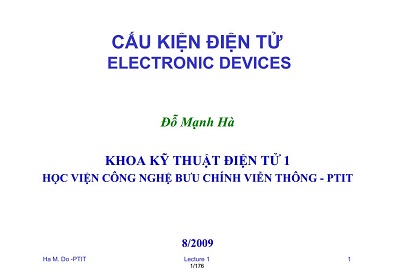 CẤU KIỆN ĐIỆN TỬ
ELECTRONIC DEVICES
Đỗ Mạnh Hà
KHOA KỸ THUẬT ĐIỆN TỬ 1
HỌC VIỆN CÔNG NGHỆ BƯU CHÍNH VIỄN THÔNG - PTIT
8/2009
Ha M. Do -PTIT Lecture 1 1
1/176